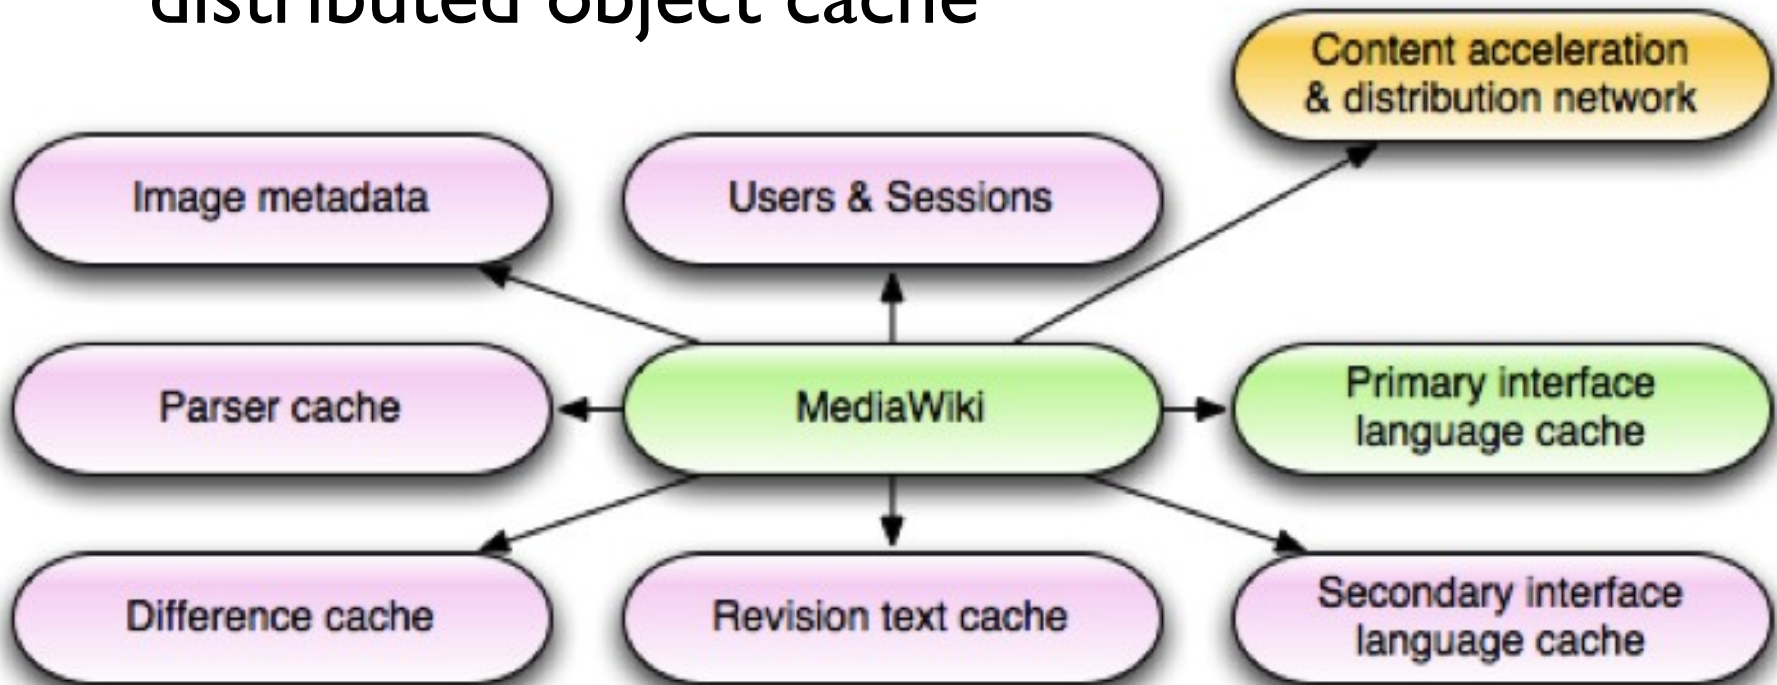 distributed object cache
Content acceleration
& distribution network
Image metadata
Users & Sessions
Parser cache
MediaWiki
Primary interface
language cache
Difference cache
Revision text cache
Secondary interface
language cache